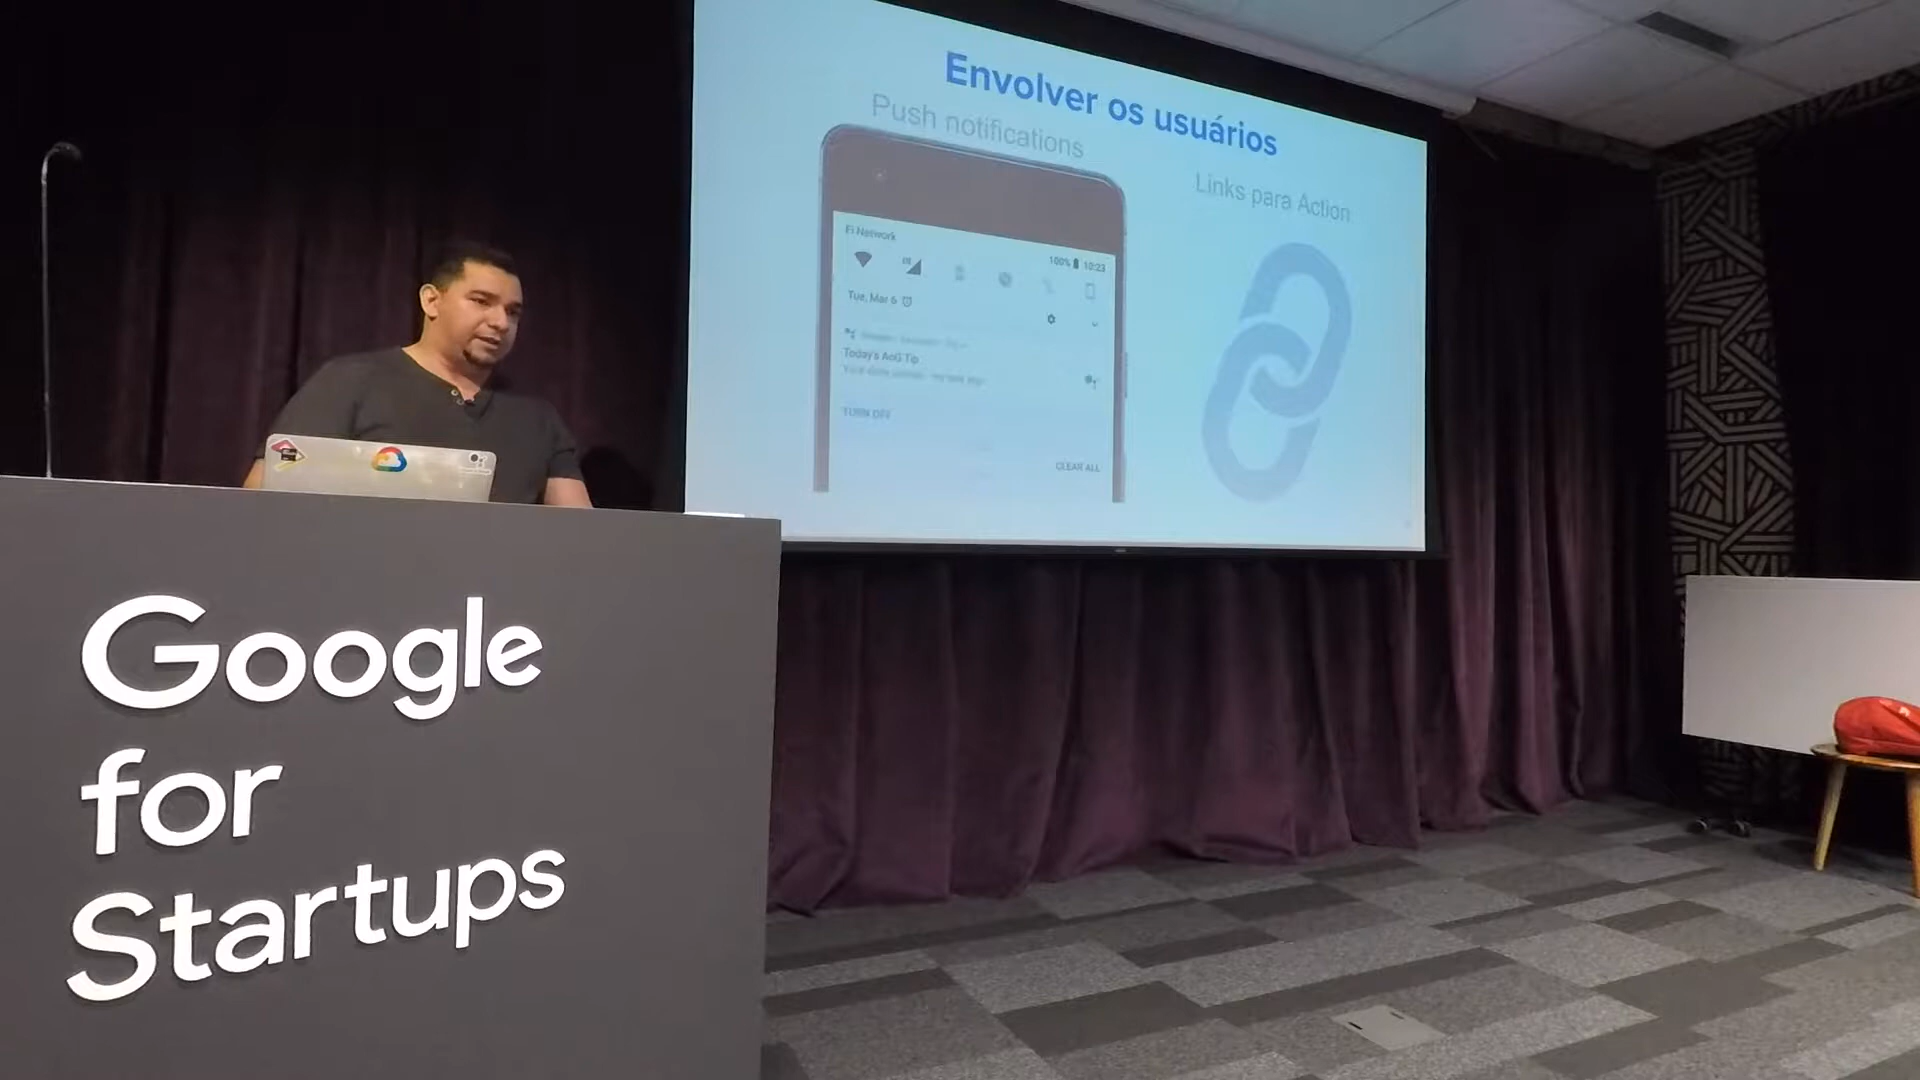 Envolver os usuários
Push notifications
Links para Action
Fi Network
100% 10:23
Tue, Mar 6
Today's AoG Tip
TURN OFF
CLEAR ALL
Google
for
Startups